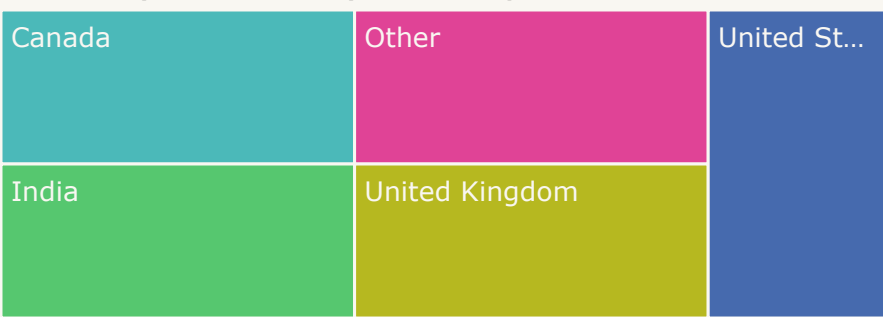 Canada
Other
United St...
India
United Kingdom